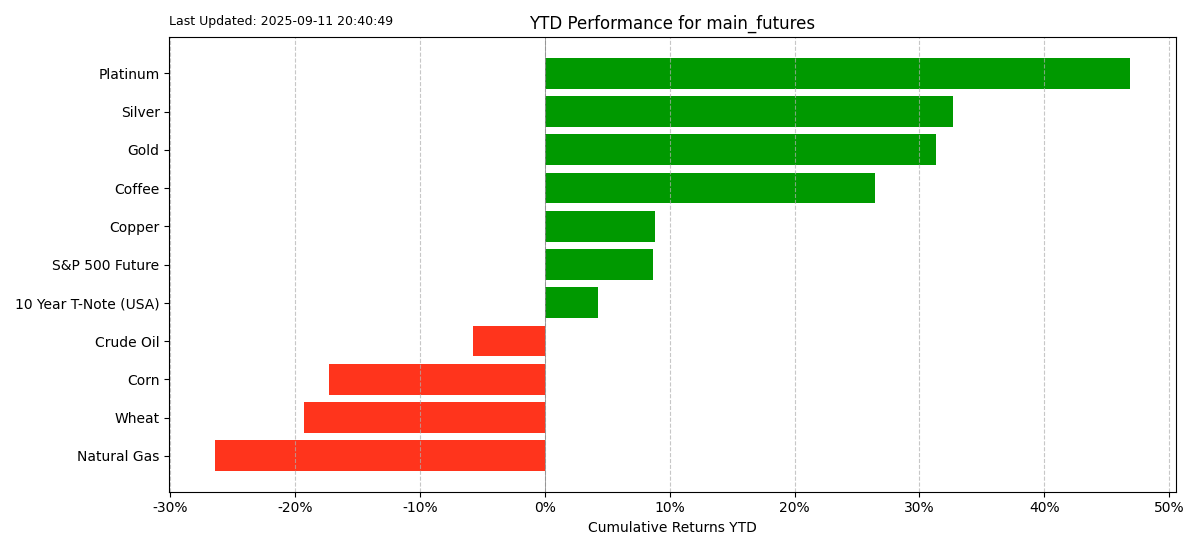 Last Updated: 2025-09-11 20:40:49
YTD Performance for main_futures
Platinum
Silver
Gold
Coffee
Copper
S&P 500 Future
10 Year T-Note (USA)
Crude Oil
Corn
Wheat
Natural Gas
-30% -20% -10% 0% 10% 20% 30% 40% 50%
Cumulative Returns YTD